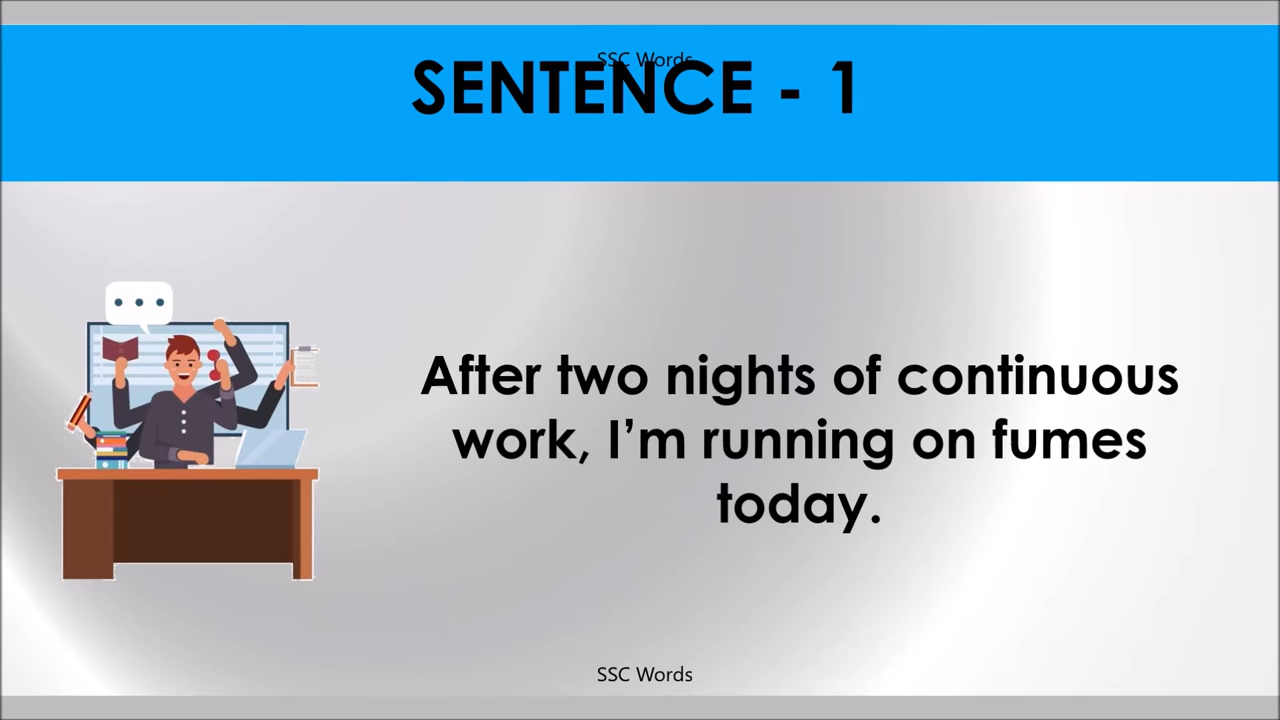 SSC Words
SENTENCE - 1
After two nights of continuous
work, I’m running on fumes
today.
SSC Words